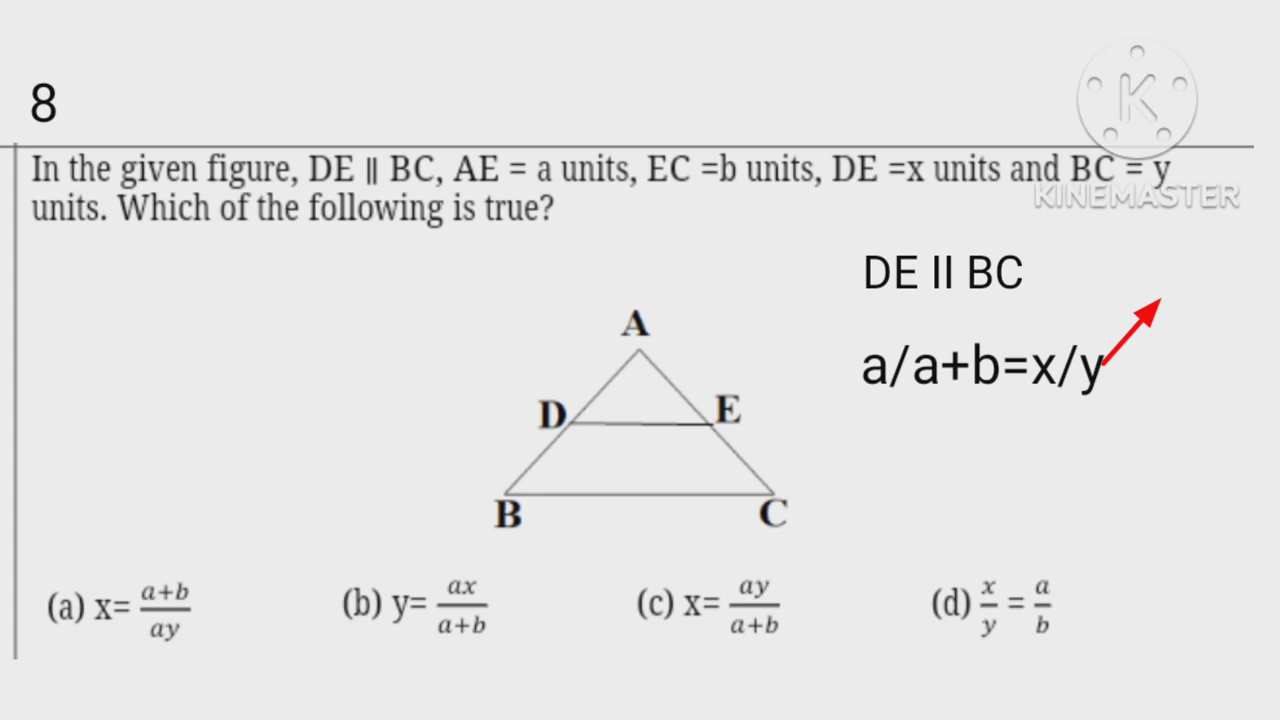 8
In the given figure, DE ∥ BC, AE = a units, EC =b units, DE =x units and BC = y
KINEMASTER
units. Which of the following is true?
DE II BC
A
a/a+b=x/y
D
E
B
C
(a) x= a+b/ay (b) y= ax/a+b (c) x= ay/a+b (d) x/y = a/b